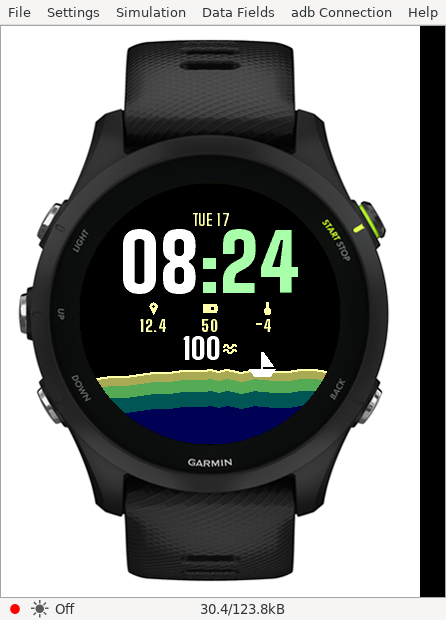 File Settings Simulation Data Fields adb Connection Help
TUE 17
START STOP
LIGHT
08:24
UP
12.4 50 -4
100
DOWN
BACK
GARMIN
Off 30.4/123.8kB